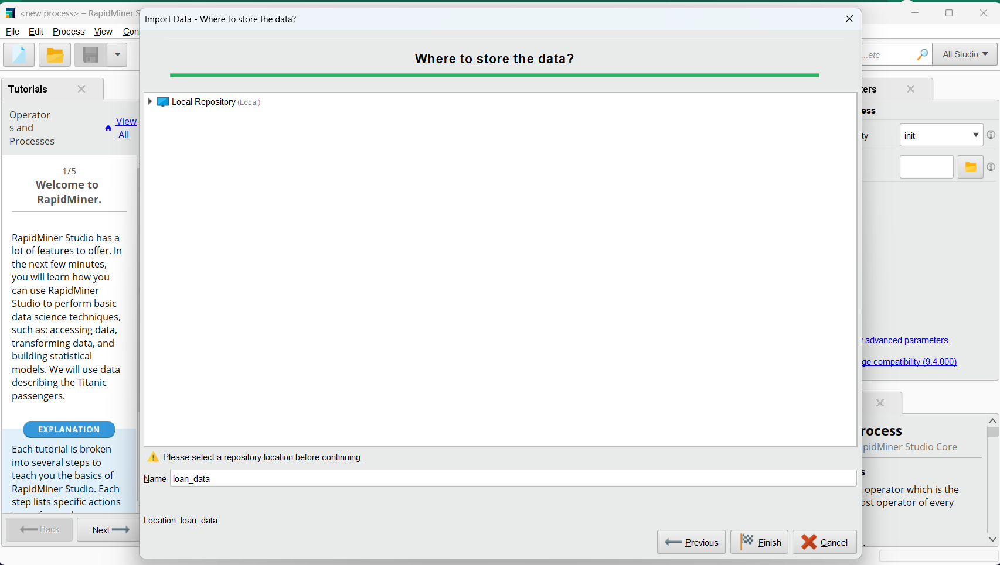 <new process> – RapidMiner S
Import Data - Where to store the data?
File Edit Process View Con
Where to store the data?
...etc
All Studio
Tutorials
Operator
s and
Processes
View
All
1/5
Welcome to
RapidMiner.
RapidMiner Studio has a
lot of features to offer. In
the next few minutes,
you will learn how you
can use RapidMiner
Studio to perform basic
data science techniques,
such as: accessing data,
transforming data, and
building statistical
models. We will use data
describing the Titanic
passengers.
EXPLANATION
Each tutorial is broken
into several steps to
teach you the basics of
RapidMiner Studio. Each
step lists specific actions
Back
Next
Local Repository (Local)
Please select a repository location before continuing.
Name loan_data
Location loan_data
Previous
Finish
Cancel
ters
ess
ty
init
advanced parameters
ge compatibility (9.4.000)
rocess
pidMiner Studio Core
s
operator which is the
ost operator of every